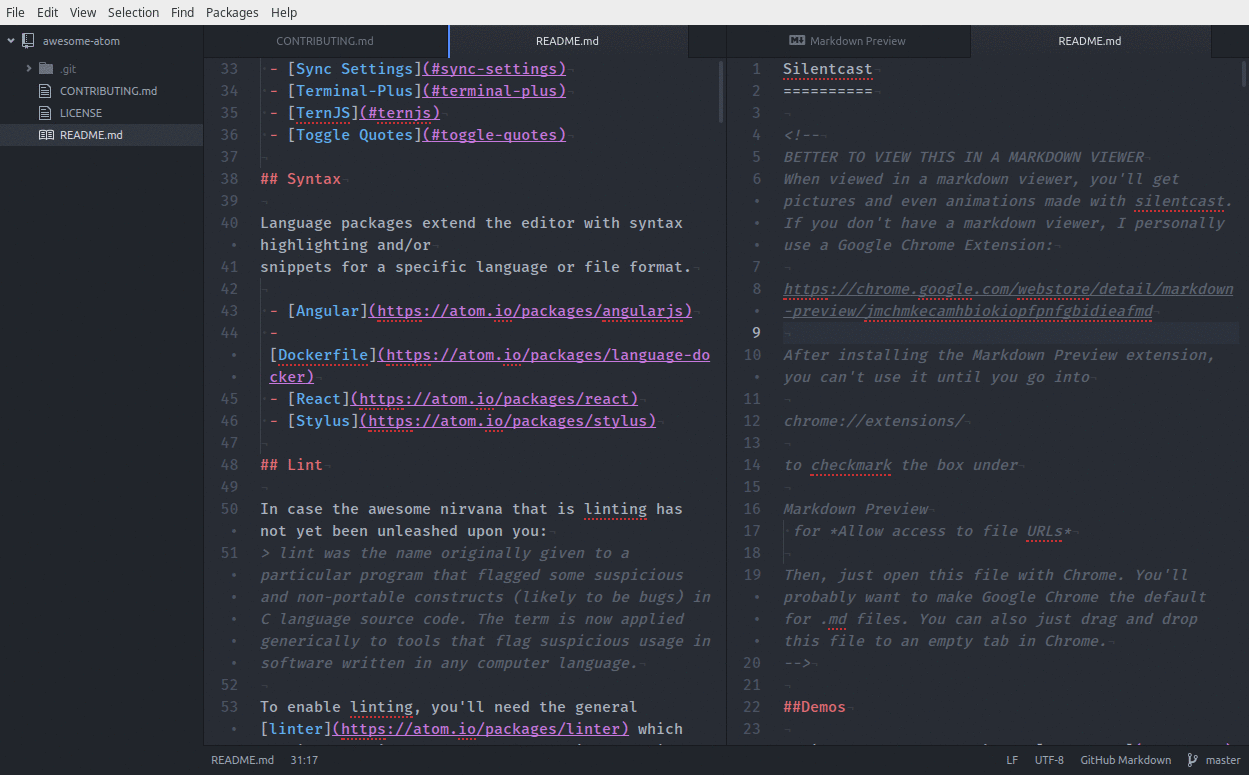 File Edit View Selection Find Packages Help
awesome-atom
.git
CONTRIBUTING.md
LICENSE
README.md
CONTRIBUTING.md
README.md
33 - [Sync Settings](#sync-settings)¬
34 - [Terminal-Plus](#terminal-plus)¬
35 - [TernJS](#ternjs)¬
36 - [Toggle Quotes](#toggle-quotes)¬
37 ¬
38 ## Syntax¬
39 ¬
40 Language packages extend the editor with syntax
• highlighting and/or¬
41 snippets for a specific language or file format.¬
42 ¬
43 - [Angular](https://atom.io/packages/angularjs)¬
44 -
• [Dockerfile](https://atom.io/packages/language-do
• cker)¬
45 - [React](https://atom.io/packages/react)¬
46 - [Stylus](https://atom.io/packages/stylus)¬
47 ¬
48 ## Lint¬
49 ¬
50 In case the awesome nirvana that is linting has
• not yet been unleashed upon you:¬
51 > lint was the name originally given to a
• particular program that flagged some suspicious
• and non-portable constructs (likely to be bugs) in
• C language source code. The term is now applied
• generically to tools that flag suspicious usage in
• software written in any computer language.¬
52 ¬
53 To enable linting, you'll need the general
• [linter](https://atom.io/packages/linter) which
Markdown Preview
README.md
1 Silentcast¬
2 ==========¬
3 ¬
4 <!--¬
5 BETTER TO VIEW THIS IN A MARKDOWN VIEWER¬
6 When viewed in a markdown viewer, you'll get
• pictures and even animations made with silentcast.
• If you don't have a markdown viewer, I personally
• use a Google Chrome Extension:¬
7 ¬
8 https://chrome.google.com/webstore/detail/markdown
• -preview/jmchmkecamhbiokiopfpnfgbidieafmd¬
9 ¬
10 After installing the Markdown Preview extension,
• you can't use it until you go into¬
11 ¬
12 chrome://extensions/¬
13 ¬
14 to checkmark the box under¬
15 ¬
16 Markdown Preview¬
17 for *Allow access to file URLs*¬
18 ¬
19 Then, just open this file with Chrome. You'll
• probably want to make Google Chrome the default
• for .md files. You can also just drag and drop
• this file to an empty tab in Chrome.¬
20 -->¬
21 ¬
22 ##Demos¬
23 ¬
README.md 31:17 LF UTF-8 GitHub Markdown master